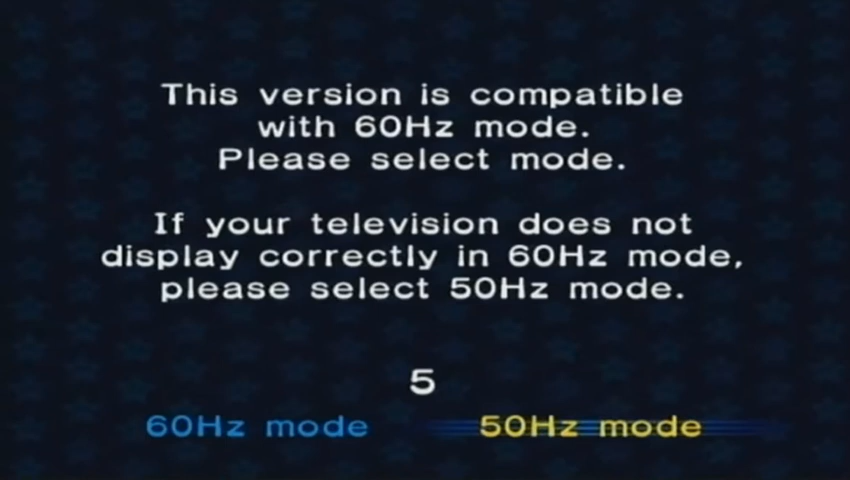 This version is compatible
with 60Hz mode.
Please select mode.
If your television does not
display correctly in 60Hz mode,
please select 50Hz mode.
5
60Hz mode 50Hz mode